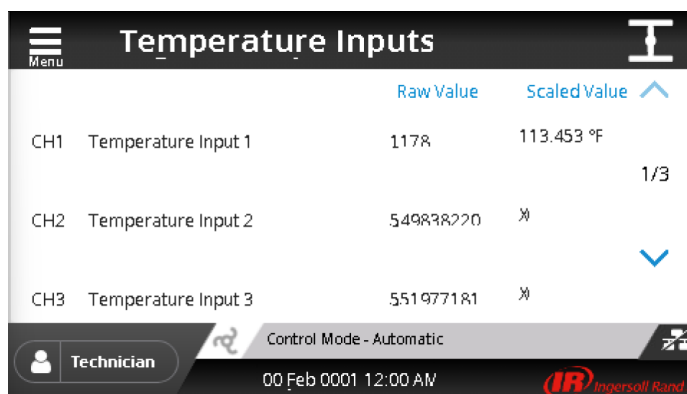 Menu
Temperature Inputs
Raw Value Scaled Value
CH1 Temperature Input 1 1178 113.453 °F
1/3
CH2 Temperature Input 2 549838220
CH3 Temperature Input 3 551977181
Control Mode - Automatic
Technician
00 Feb 0001 12:00 AM
IR Ingersoll Rand